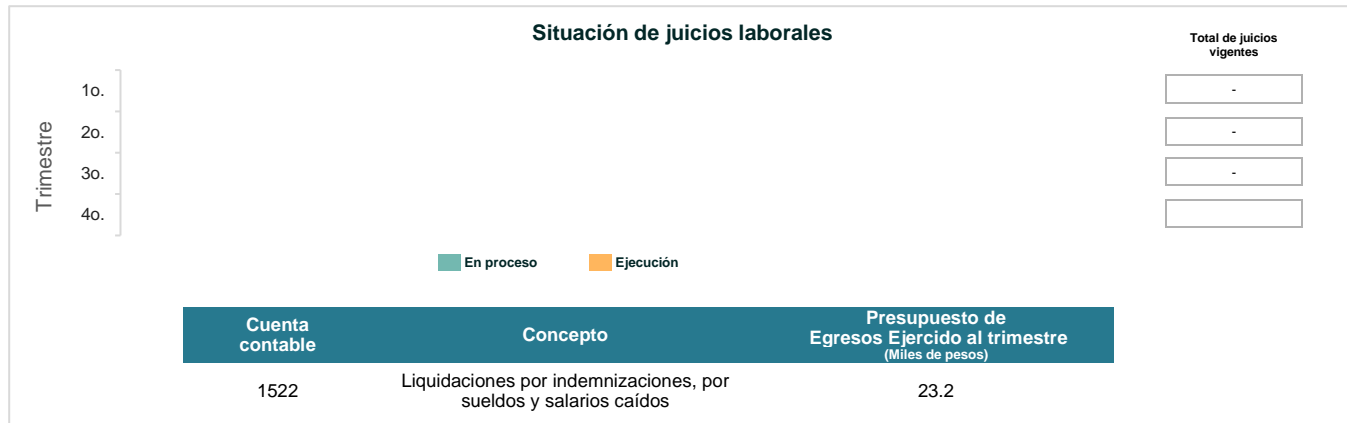 Situación de juicios laborales
Total de juicios
vigentes
Trimestre
1o.
-
2o.
-
3o.
-
4o.
En proceso
Ejecución
Cuenta
contable
Concepto
Presupuesto de
Egresos Ejercido al trimestre
(Miles de pesos)
1522
Liquidaciones por indemnizaciones, por
sueldos y salarios caídos
23.2